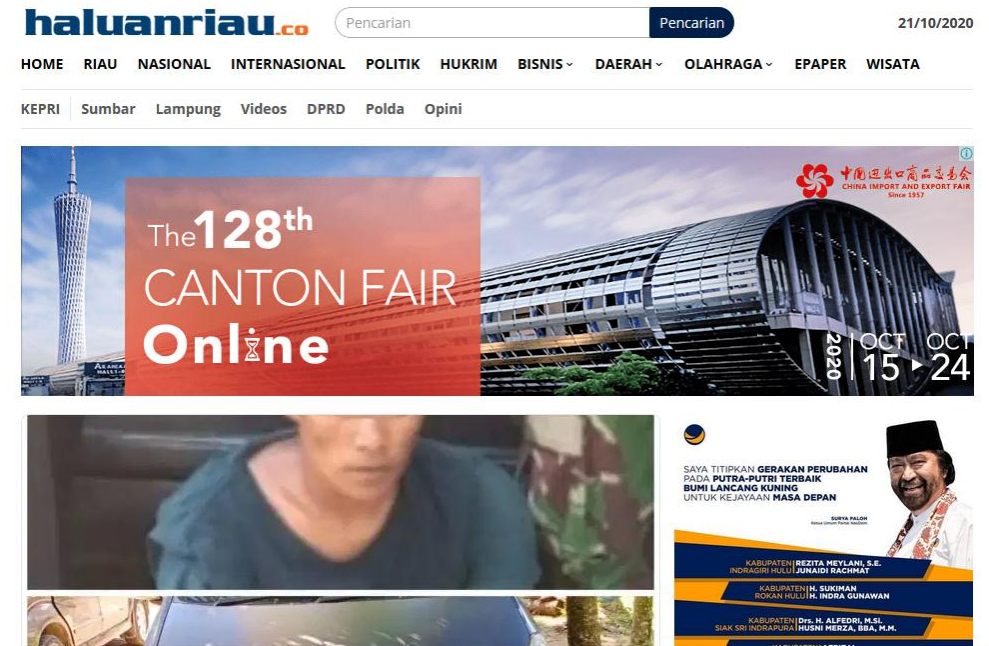 haluanriau.co
Pencarian
Pencarian
21/10/2020
HOME RIAU NASIONAL INTERNASIONAL POLITIK HUKRIM BISNIS DAERAH OLAHRAGA EPAPER WISATA
KEPRI Sumbar Lampung Videos DPRD Polda Opini
中国进出口商品交易会
CHINA IMPORT AND EXPORT FAIR
Since 1957
The 128th
CANTON FAIR
Online
2020
OCT OCT
15 24
SAYA TITIPKAN GERAKAN PERUBAHAN
PADA PUTRA-PUTRI TERBAIK
BUMI LANCANG KUNING
UNTUK KEJAYAAN MASA DEPAN
SURYA PALOH
Ketua Umum Partai NasDem
KABUPATEN REZITA MEYLANI, S.E.
INDRAGIRI HULU JUNAIDI RACHMAT
KABUPATEN H. SUKIMAN
ROKAN HULU H. INDRA GUNAWAN
KABUPATEN Drs. H. ALFEDRI, M.SI.
SIAK SRI INDRAPURA HUSNI MERZA, BBA, M.M.